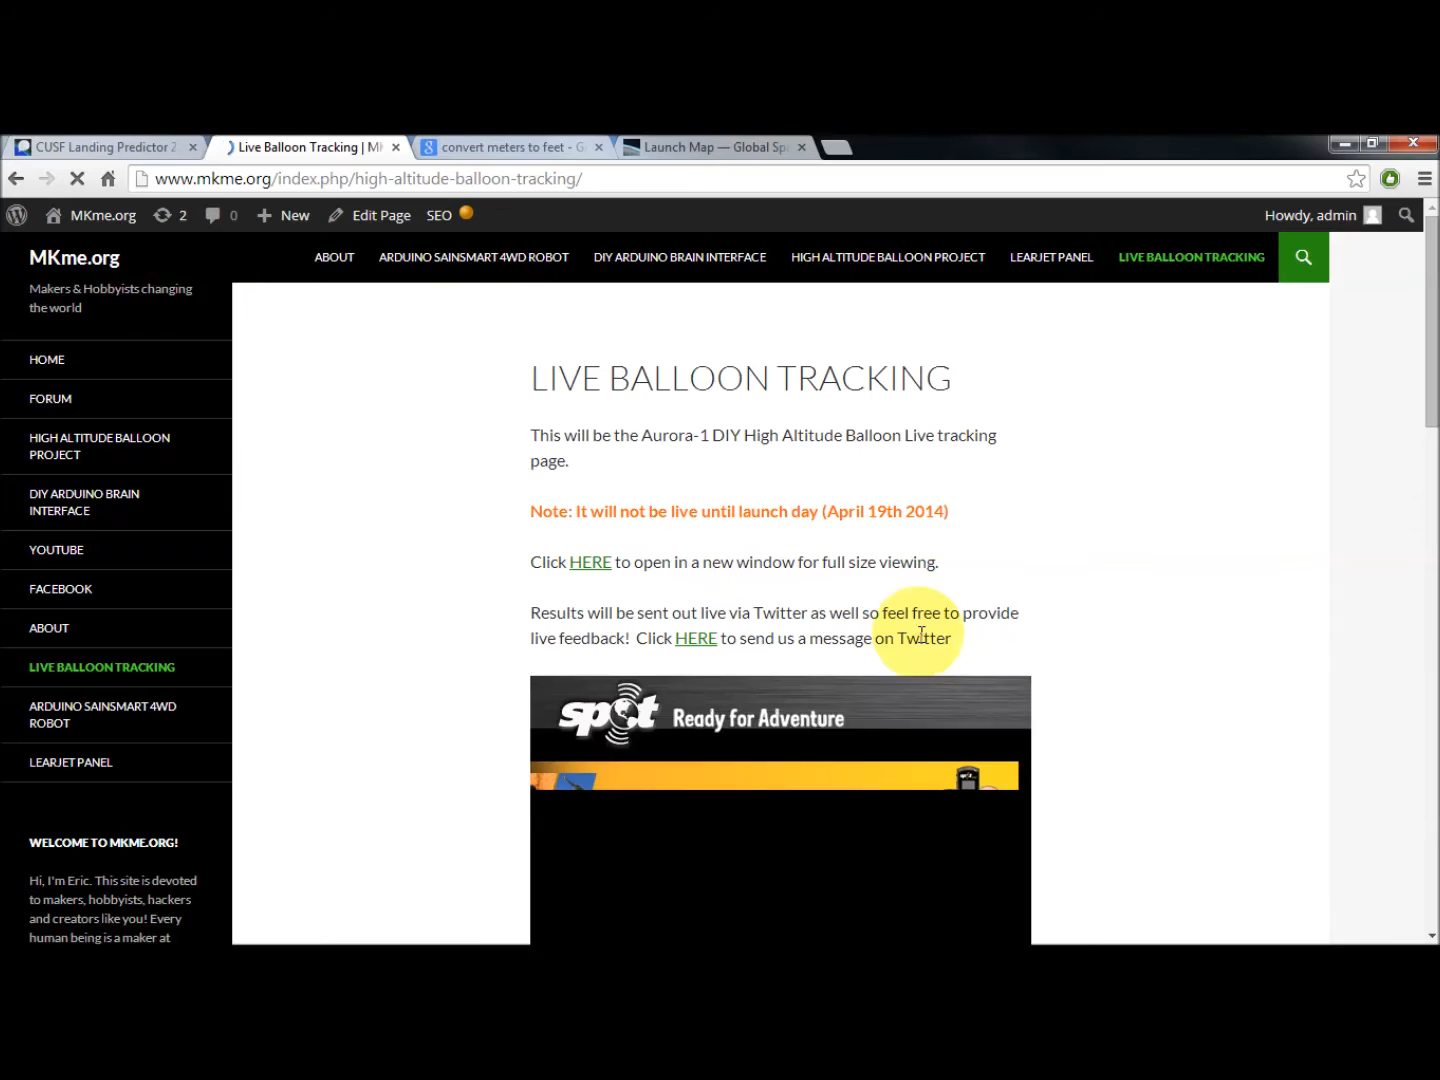 CUSF Landing Predictor 2
Live Balloon Tracking | M
convert meters to feet - G
Launch Map — Global Sp
www.mkme.org/index.php/high-altitude-balloon-tracking/
MKme.org 2 0 New Edit Page SEO Howdy, admin
MKme.org
Makers & Hobbyists changing
the world
ABOUT ARDUINO SAINSMART 4WD ROBOT DIY ARDUINO BRAIN INTERFACE HIGH ALTITUDE BALLOON PROJECT LEARJET PANEL LIVE BALLOON TRACKING
HOME
FORUM
HIGH ALTITUDE BALLOON
PROJECT
DIY ARDUINO BRAIN
INTERFACE
YOUTUBE
FACEBOOK
ABOUT
LIVE BALLOON TRACKING
ARDUINO SAINSMART 4WD
ROBOT
LEARJET PANEL
WELCOME TO MKME.ORG!
Hi, I'm Eric. This site is devoted
to makers, hobbyists, hackers
and creators like you! Every
human being is a maker at
LIVE BALLOON TRACKING
This will be the Aurora-1 DIY High Altitude Balloon Live tracking
page.
Note: It will not be live until launch day (April 19th 2014)
Click HERE to open in a new window for full size viewing.
Results will be sent out live via Twitter as well so feel free to provide
live feedback! Click HERE to send us a message on Twitter
spot Ready for Adventure